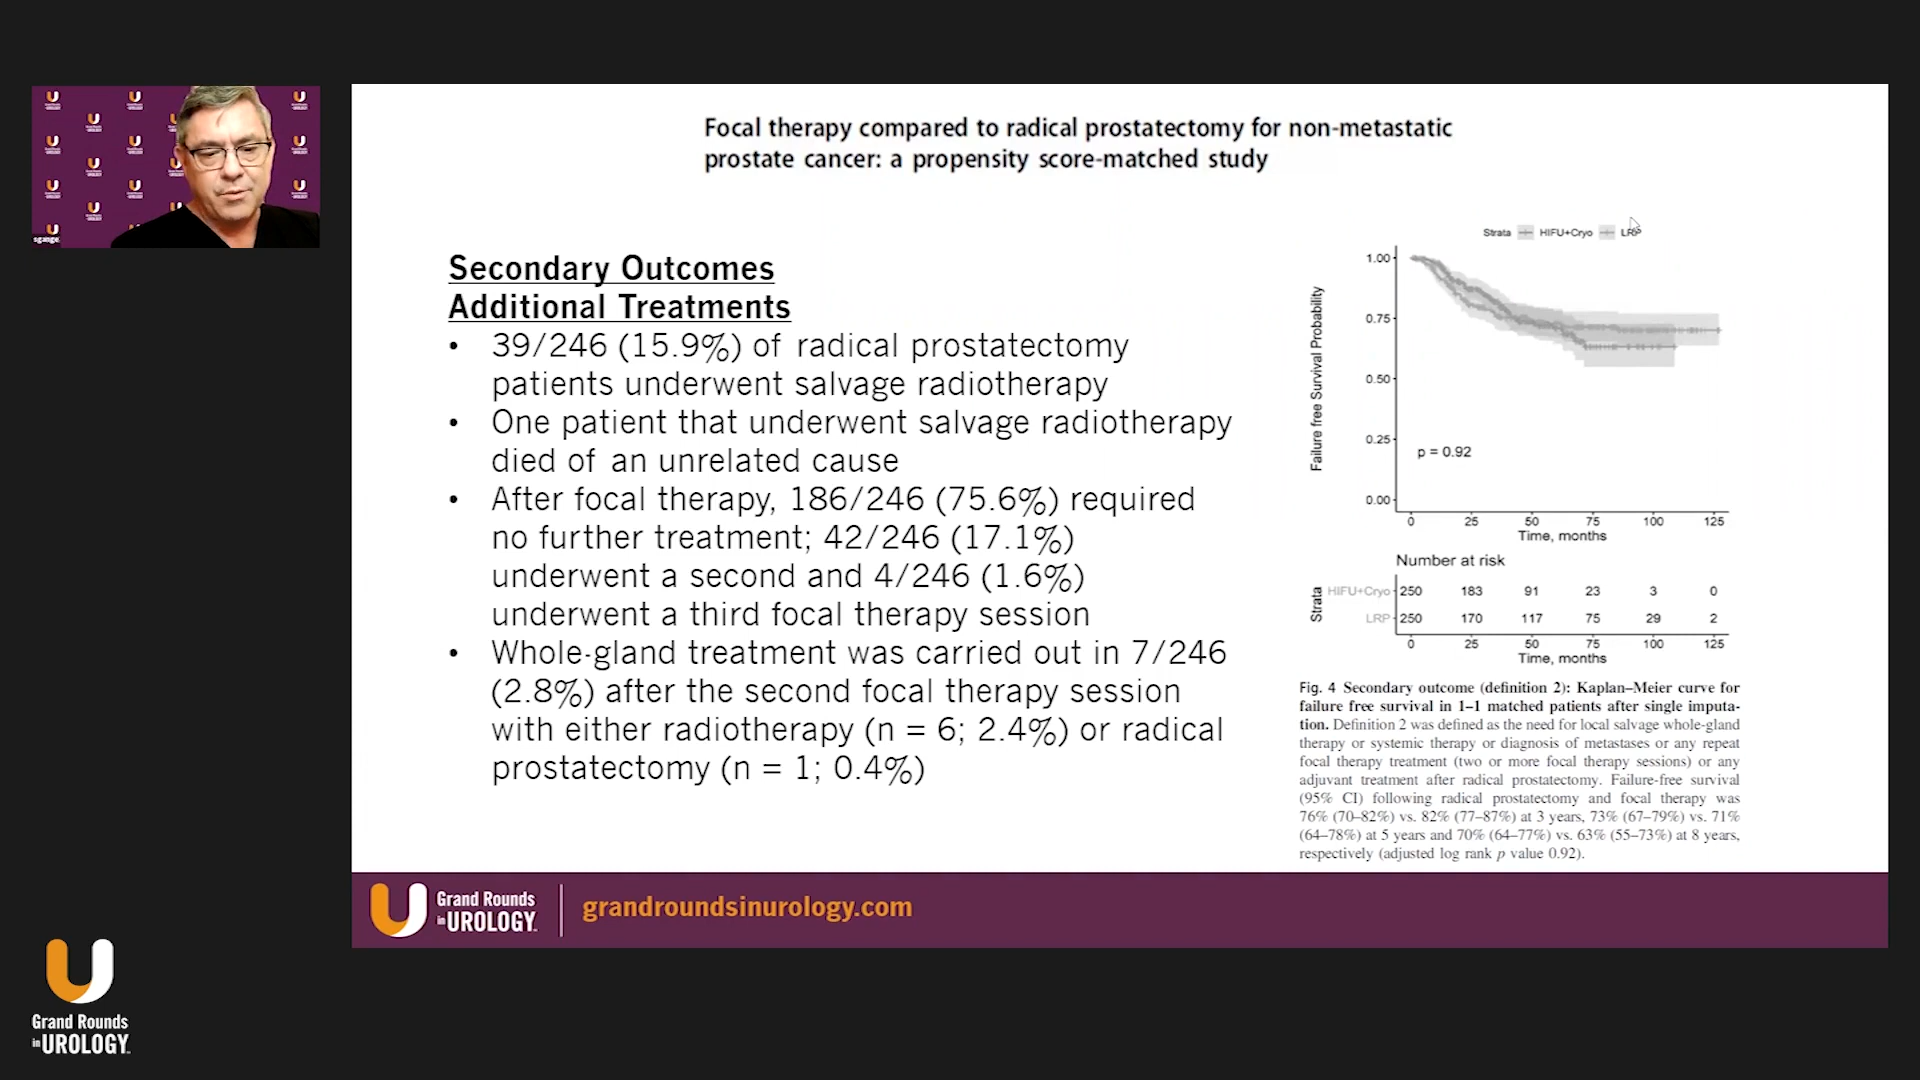 sgange.
Focal therapy compared to radical prostatectomy for non-metastatic
prostate cancer: a propensity score-matched study
Secondary Outcomes
Additional Treatments
• 39/246 (15.9%) of radical prostatectomy
patients underwent salvage radiotherapy
• One patient that underwent salvage radiotherapy
died of an unrelated cause
• After focal therapy, 186/246 (75.6%) required
no further treatment; 42/246 (17.1%)
underwent a second and 4/246 (1.6%)
underwent a third focal therapy session
• Whole-gland treatment was carried out in 7/246
(2.8%) after the second focal therapy session
with either radiotherapy (n = 6; 2.4%) or radical
prostatectomy (n = 1; 0.4%)
Strata HIFU+Cryo LRP
Failure free Survival Probability
1.00
0.75
0.50
0.25
0.00
p = 0.92
0 25 50 75 100 125
Time, months
Number at risk
Strata
HIFU+Cryo 250 183 91 23 3 0
LRP 250 170 117 75 29 2
0 25 50 75 100 125
Time, months
Fig. 4 Secondary outcome (definition 2): Kaplan–Meier curve for
failure free survival in 1–1 matched patients after single imputa-
tion. Definition 2 was defined as the need for local salvage whole-gland
therapy or systemic therapy or diagnosis of metastases or any repeat
focal therapy treatment (two or more focal therapy sessions) or any
adjuvant treatment after radical prostatectomy. Failure-free survival
(95% CI) following radical prostatectomy and focal therapy was
76% (70–82%) vs. 82% (77–87%) at 3 years, 73% (67–79%) vs. 71%
(64–78%) at 5 years and 70% (64–77%) vs. 63% (55–73%) at 8 years,
respectively (adjusted log rank p value 0.92).
Grand Rounds
in UROLOGY
grandroundsinurology.com
Grand Rounds
in UROLOGY